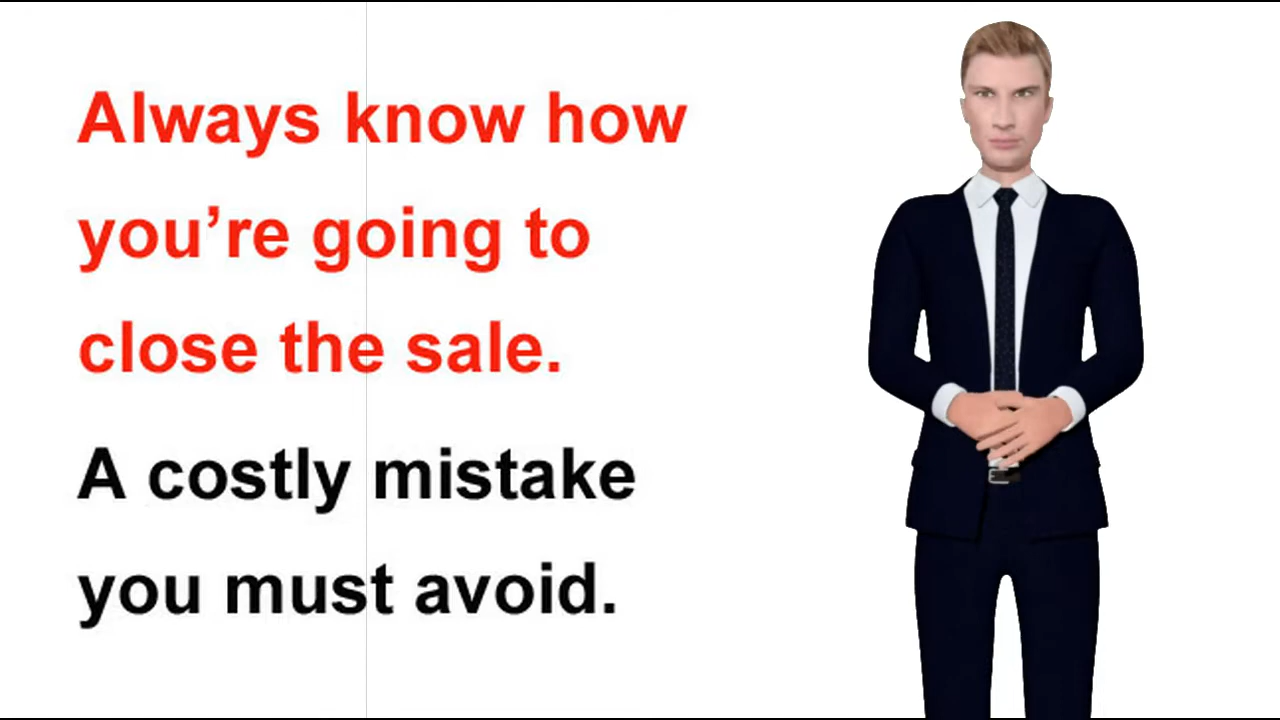 Always know how
you’re going to
close the sale.
A costly mistake
you must avoid.